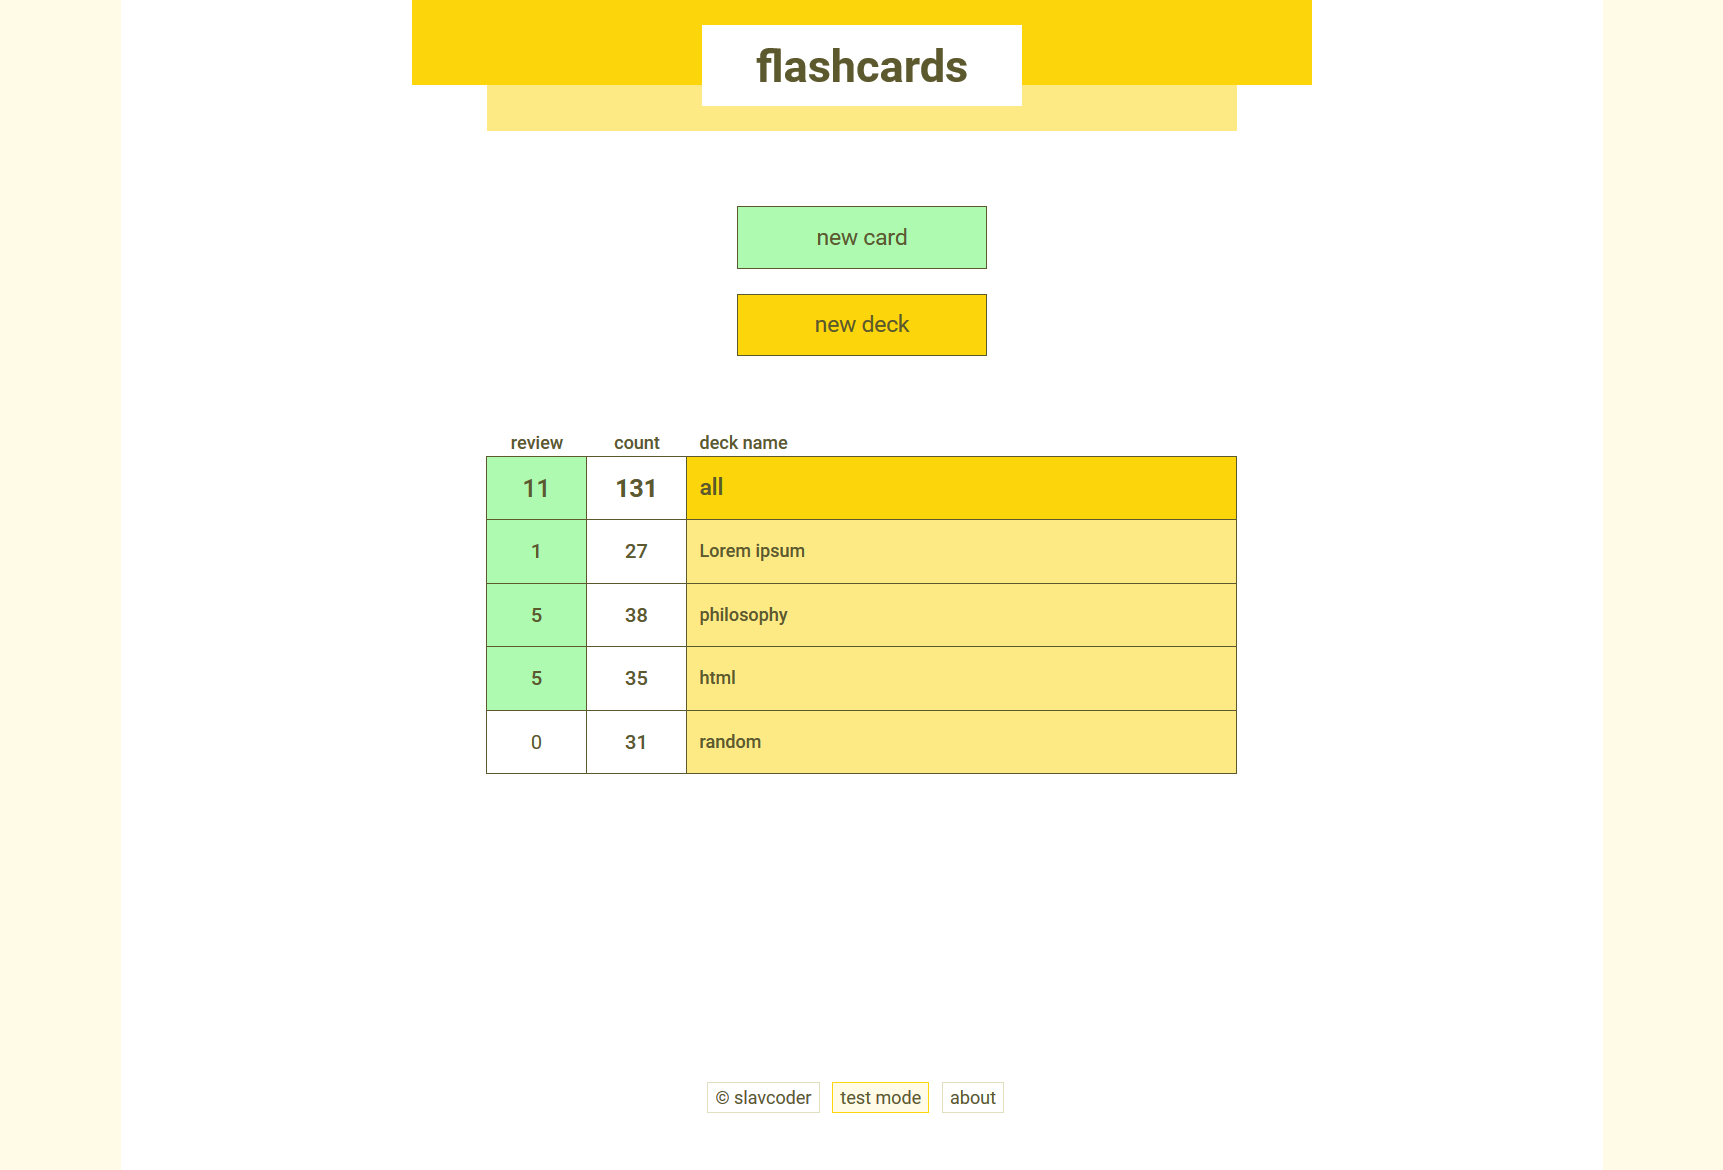 flashcards
new card
new deck
review count deck name
11 131 all
1 27 Lorem ipsum
5 38 philosophy
5 35 html
0 31 random
© slavcoder test mode about